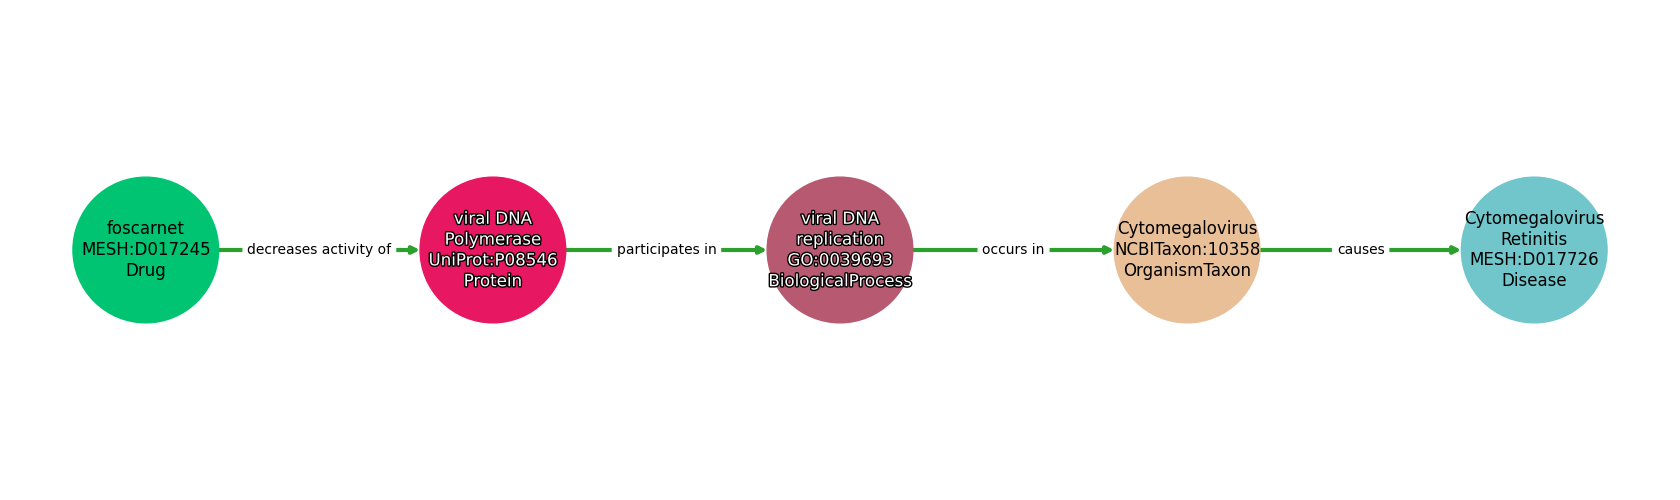 foscarnet
MESH:D017245
Drug
decreases activity of
viral DNA
Polymerase
UniProt:P08546
Protein
participates in
viral DNA
replication
GO:0039693
BiologicalProcess
occurs in
Cytomegalovirus
NCBITaxon:10358
OrganismTaxon
causes
Cytomegalovirus
Retinitis
MESH:D017726
Disease